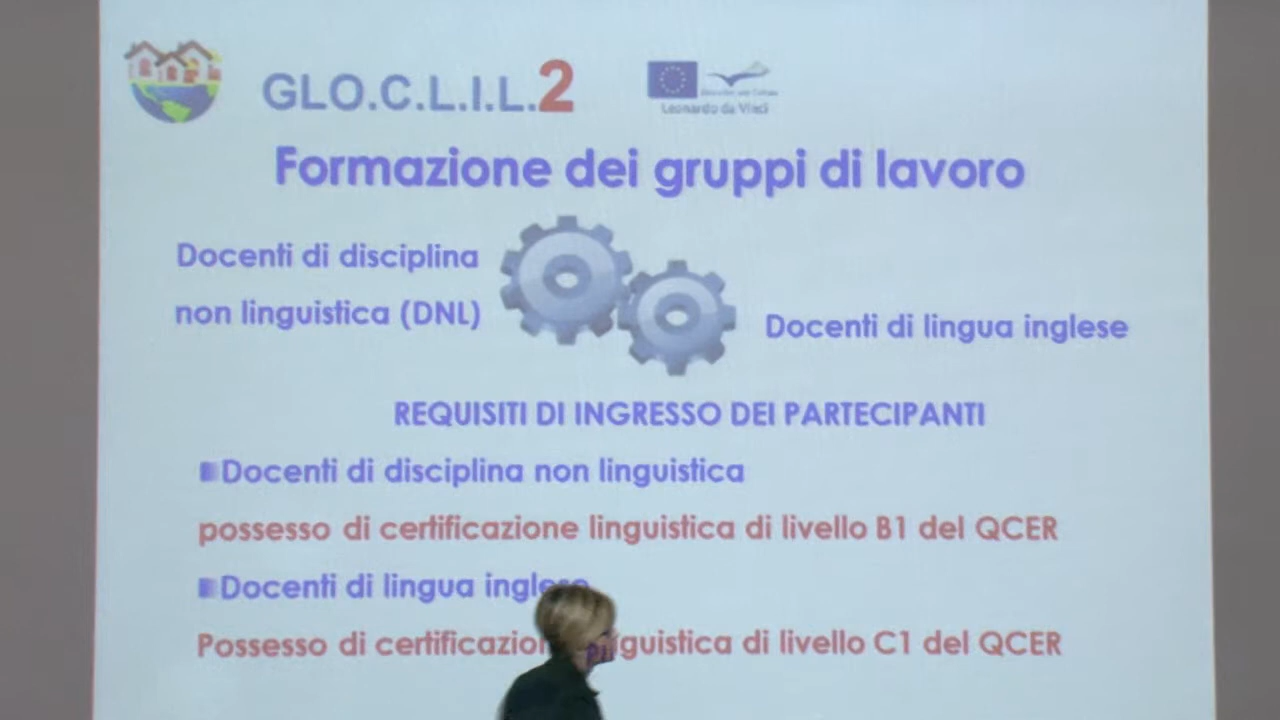 GLO.C.L.I.L.2
Leonardo da Vinci
Formazione dei gruppi di lavoro
Docenti di disciplina
non linguistica (DNL)
Docenti di lingua inglese
REQUISITI DI INGRESSO DEI PARTECIPANTI
Docenti di disciplina non linguistica
possesso di certificazione linguistica di livello B1 del QCER
Docenti di lingua inglese
Possesso di certificazion guistica di livello C1 del QCER